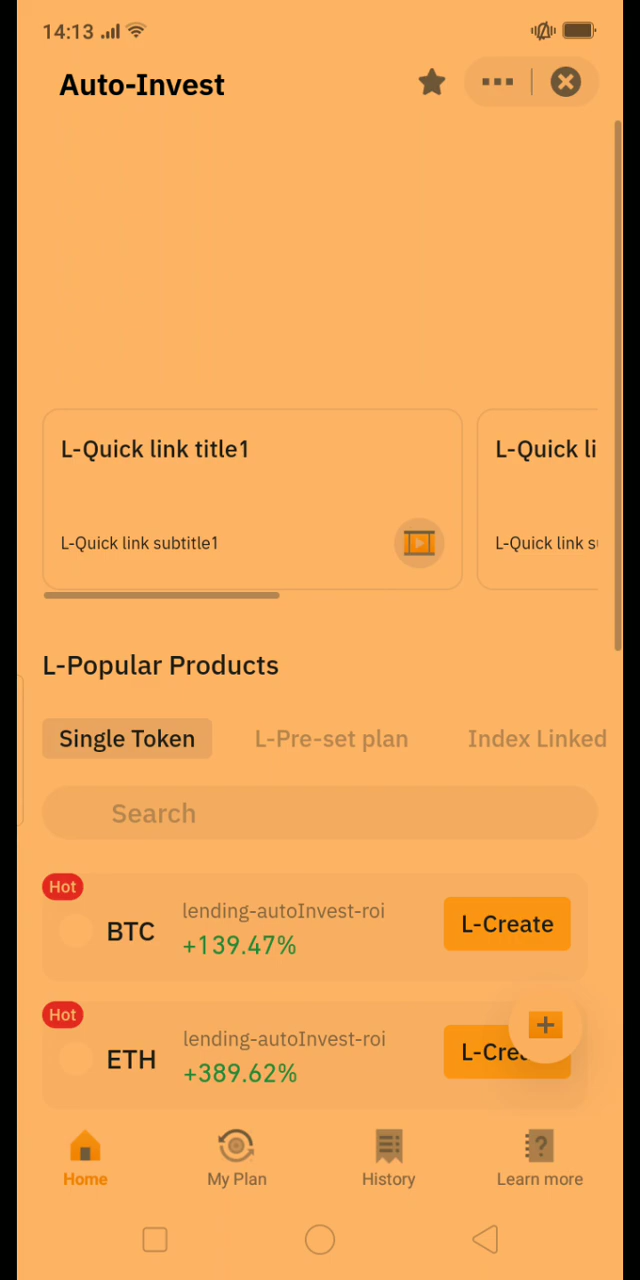 14:13
Auto-Invest
L-Quick link title1
L-Quick li
L-Quick link subtitle1
L-Quick link s
L-Popular Products
Single Token
L-Pre-set plan
Index Linked
Search
Hot
BTC
lending-autoInvest-roi
+139.47%
L-Create
Hot
ETH
lending-autoInvest-roi
+389.62%
L-Crea
Home
My Plan
History
Learn more